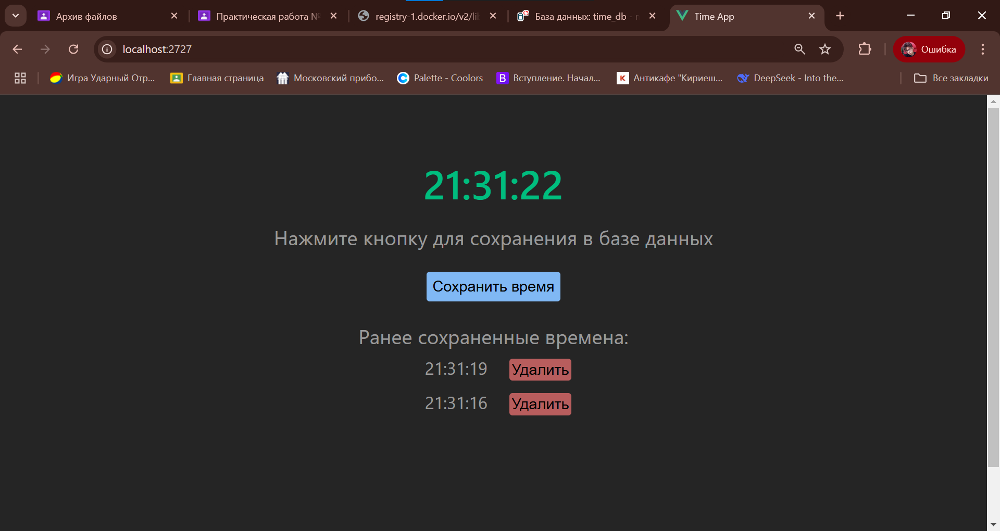 Архив файлов
Практическая работа №
registry-1.docker.io/v2/lib
База данных: time_db - m
Time App
localhost:2727
Ошибка
Игра Ударный Отр...
Главная страница
Московский прибо...
Palette - Coolors
B
Вступление. Начал...
K
Антикафе "Кириеш...
DeepSeek - Into the...
Все закладки
21:31:22
Нажмите кнопку для сохранения в базе данных
Сохранить время
Ранее сохраненные времена:
21:31:19 Удалить
21:31:16 Удалить